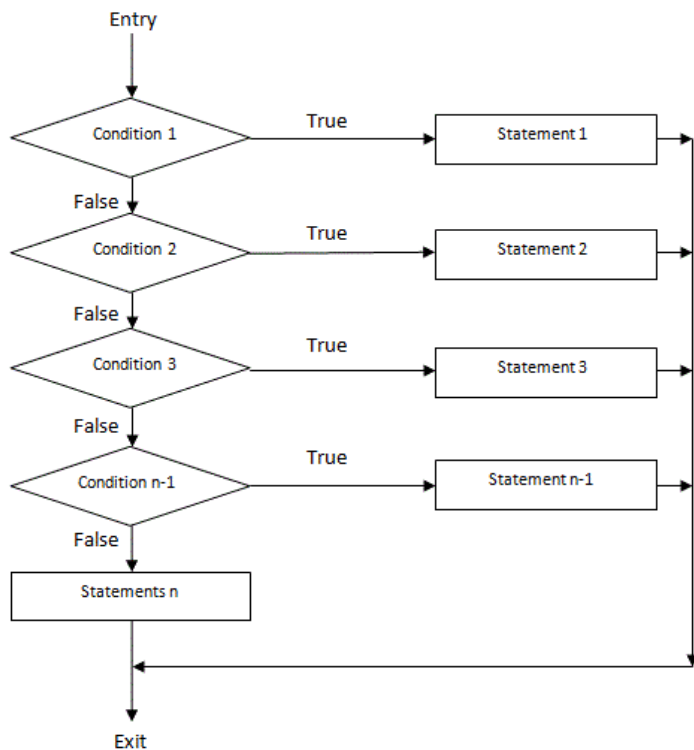 Entry
Condition 1
True
Statement 1
False
Condition 2
True
Statement 2
False
Condition 3
True
Statement 3
False
Condition n-1
True
Statement n-1
False
Statements n
Exit